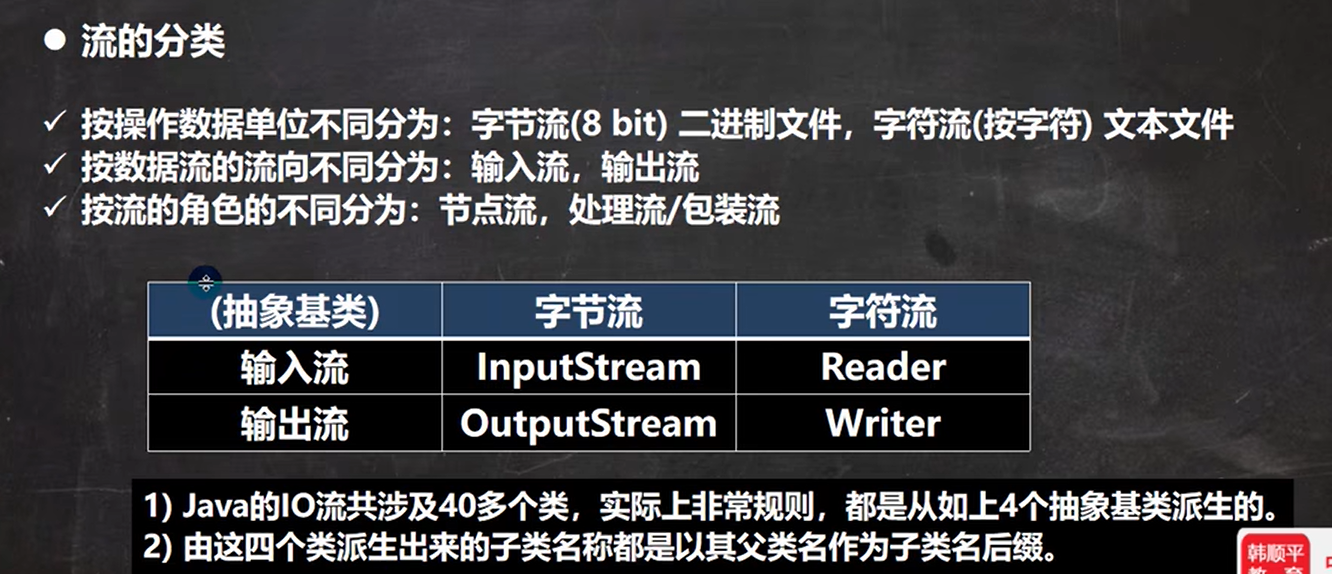 ● 流的分类
✓ 按操作数据单位不同分为：字节流(8 bit) 二进制文件，字符流(按字符) 文本文件
✓ 按数据流的流向不同分为：输入流，输出流
✓ 按流的角色的不同分为：节点流，处理流/包装流
(抽象基类) 字节流 字符流
输入流 InputStream Reader
输出流 OutputStream Writer
1) Java的IO流共涉及40多个类，实际上非常规则，都是从如上4个抽象基类派生的。
2) 由这四个类派生出来的子类名称都是以其父类名作为子类名后缀。
韩顺平
教 育